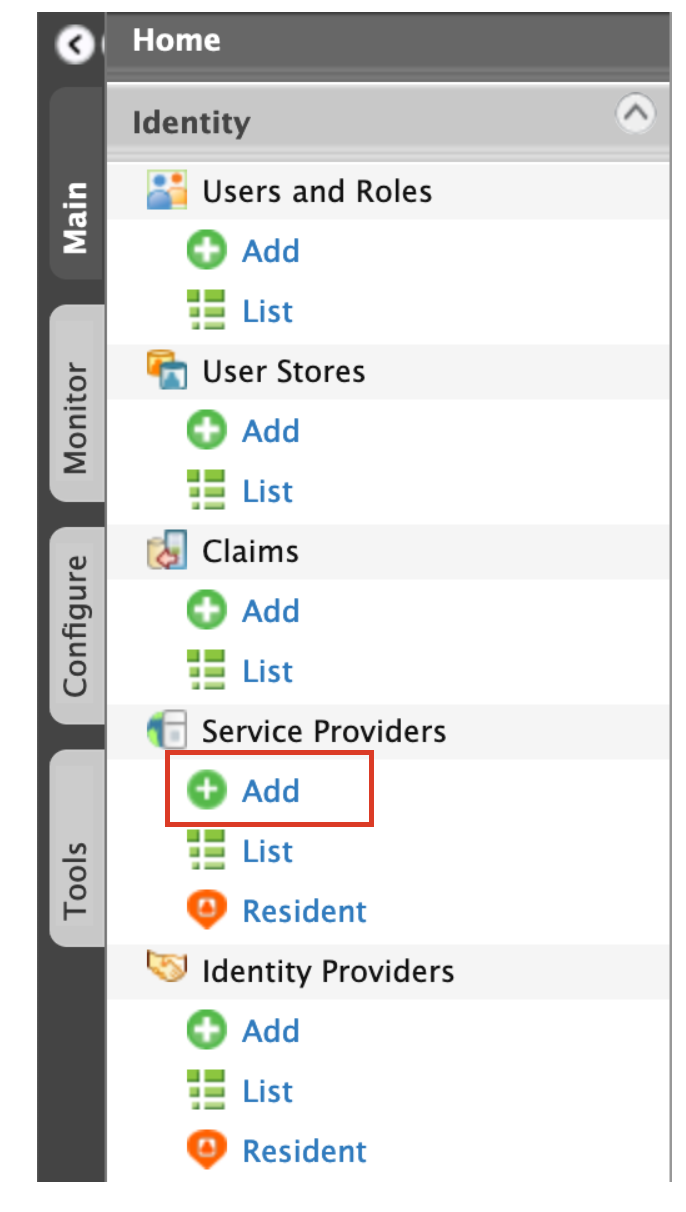 Home
Identity
Users and Roles
Add
List
User Stores
Add
List
Claims
Add
List
Service Providers
Add
List
Resident
Identity Providers
Add
List
Resident
Main
Monitor
Configure
Tools